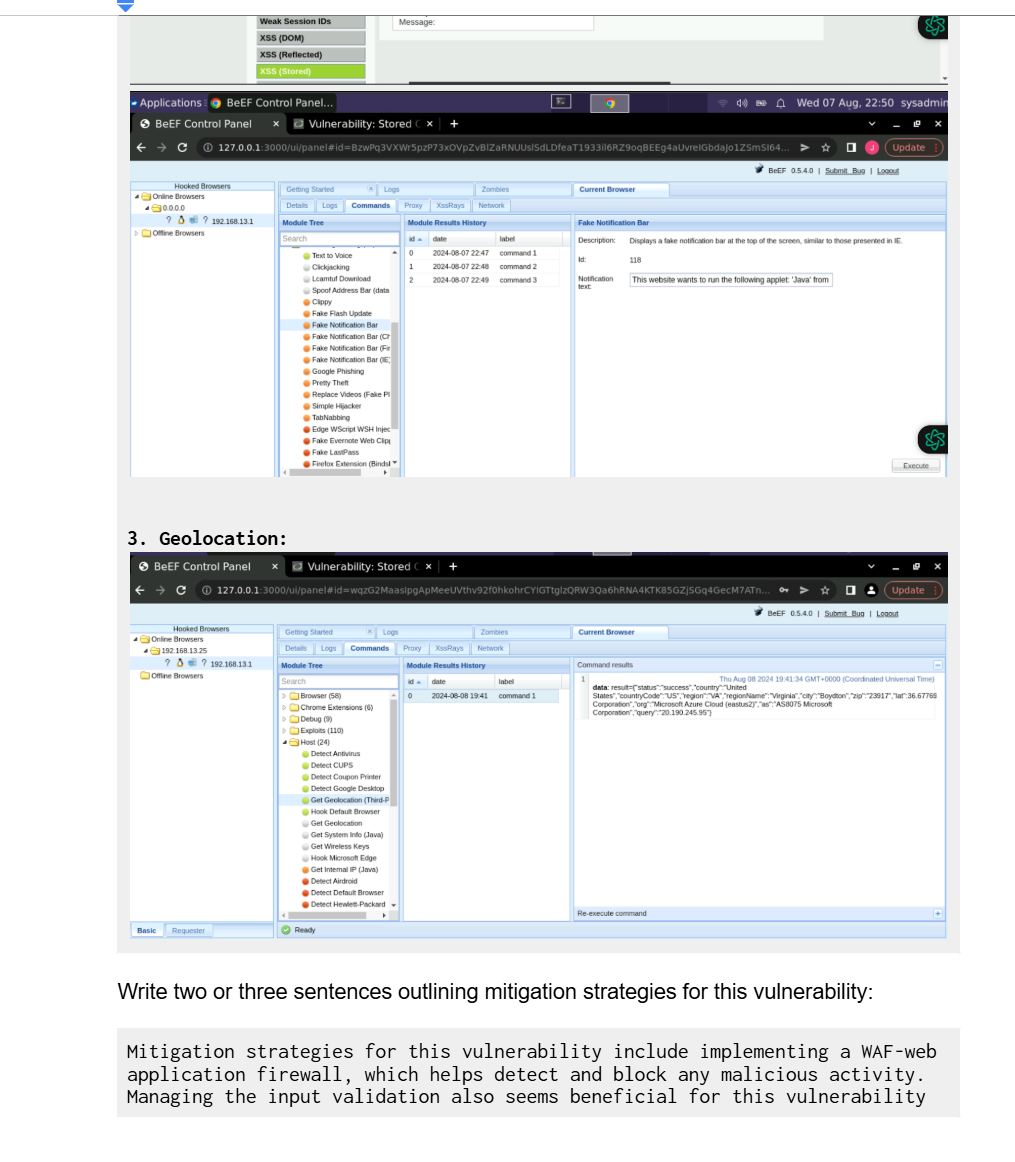 Weak Session IDs
Message:
XSS (DOM)
XSS (Reflected)
XSS (Stored)
Applications BeEF Control Panel... Wed 07 Aug, 22:50 sysadmin
BeEF Control Panel × Vulnerability: Stored × +
127.0.0.1:3000/ui/panel#id= Update
BeEF 0.5.4.0 | Submit Bug | Logout
Hooked Browsers
Getting Started Logs Zombies Current Browser
Online Browsers
Details Logs Commands Proxy XssRays Network
0.0.0.0
? ? 192.168.13.1
Offline Browsers
Module Tree
Search
Text to Voice
Clickjacking
Lcamtuf Download
Spoof Address Bar (data
Clippy
Fake Flash Update
Fake Notification Bar
Fake Notification Bar (Ch
Fake Notification Bar (Fir
Fake Notification Bar (IE)
Google Phishing
Pretty Theft
Replace Videos (Fake Pl
Simple Hijacker
TabNabbing
Edge WScript WSH Injec
Fake Evernote Web Clip
Fake LastPass
Firefox Extension (Bindsl
Module Results History
id date label
0 2024-08-07 22:47 command 1
1 2024-08-07 22:48 command 2
2 2024-08-07 22:49 command 3
Fake Notification Bar
Description: Displays a fake notification bar at the top of the screen, similar to those presented in IE.
Id: 118
Notification text: This website wants to run the following applet: 'Java' from
Execute
3. Geolocation:
BeEF Control Panel × Vulnerability: Stored × +
127.0.0.1:3000/ui/panel#id= Update
BeEF 0.5.4.0 | Submit Bug | Logout
Hooked Browsers
Getting Started Logs Zombies Current Browser
Online Browsers
Details Logs Commands Proxy XssRays Network
192.168.13.25
? ? 192.168.13.1
Offline Browsers
Module Tree
Search
Browser (58)
Chrome Extensions (6)
Debug (9)
Exploits (110)
Host (24)
Detect Antivirus
Detect CUPS
Detect Coupon Printer
Detect Google Desktop
Get Geolocation (Third-P
Hook Default Browser
Get Geolocation
Get System Info (Java)
Get Wireless Keys
Hook Microsoft Edge
Get Internal IP (Java)
Detect Airdroid
Detect Default Browser
Detect Hewlett-Packard
Module Results History
id date label
0 2024-08-08 19:41 command 1
Command results
1 Thu Aug 08 2024 19:41:34 GMT+0000 (Coordinated Universal Time)
data: result={"status":"success","country":"United
States","countryCode":"US","region":"VA","regionName":"Virginia","city":"Boydton","zip":"23917","lat":36.67769
Corporation","org":"Microsoft Azure Cloud (eastus2)","as":"AS8075 Microsoft
Corporation","query":"20.190.245.95"}
Re-execute command
Basic Requester
Ready
Write two or three sentences outlining mitigation strategies for this vulnerability:
Mitigation strategies for this vulnerability include implementing a WAF-web
application firewall, which helps detect and block any malicious activity.
Managing the input validation also seems beneficial for this vulnerability